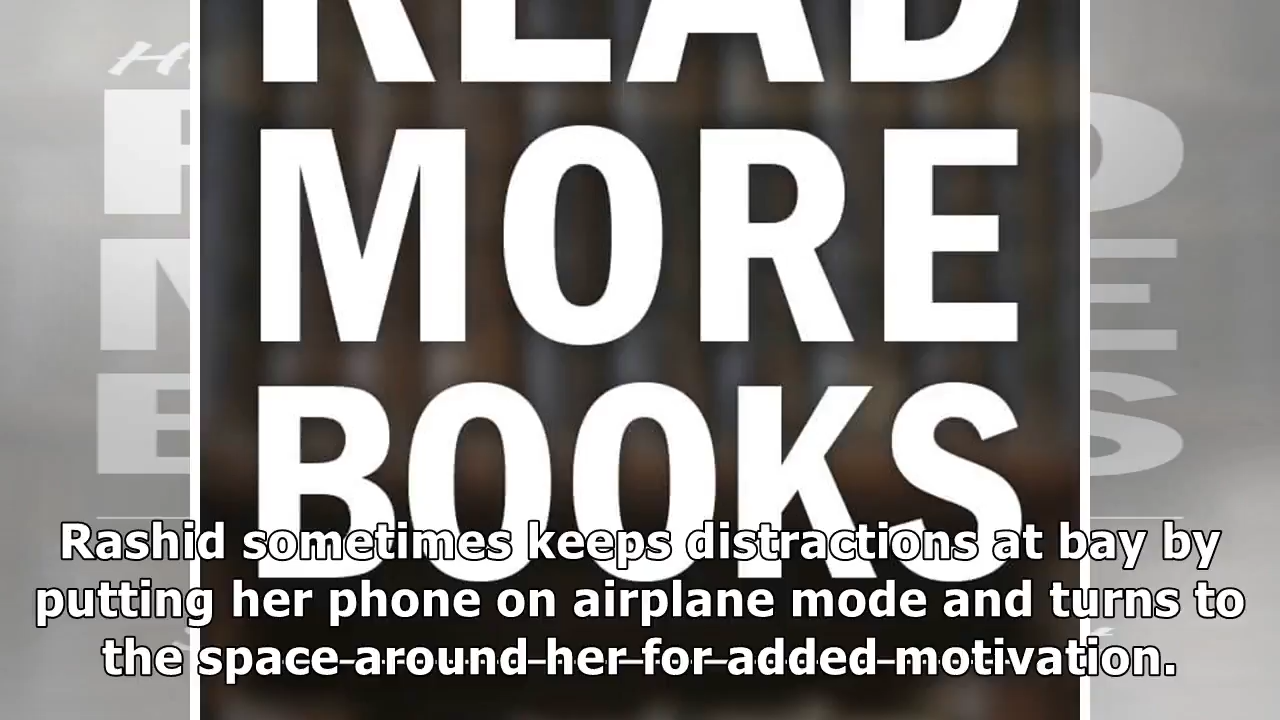 READ
MORE
BOOKS
Rashid sometimes keeps distractions at bay by
putting her phone on airplane mode and turns to
the space around her for added motivation.